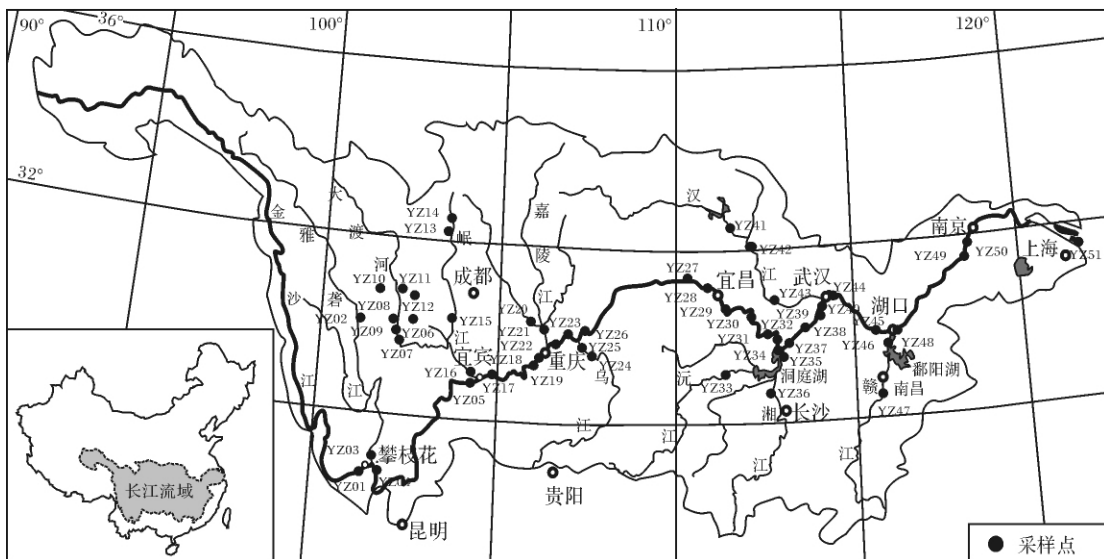 90°
36°
100°
110°
120°
32°
金
沙
江
雅
砻
江
大
渡
河
岷
江
嘉
陵
江
乌
江
汉
江
沅
江
湘
江
赣
江
YZ14
YZ13
YZ10
YZ11
成都
YZ08
YZ02
YZ12
YZ09
YZ06
YZ07
YZ15
宜宾
YZ16
YZ18
YZ17
YZ05
YZ20
YZ21
YZ22
YZ23
YZ19
重庆
YZ26
YZ25
YZ24
YZ03
攀枝花
YZ01
昆明
贵阳
YZ41
YZ42
YZ27
宜昌
YZ28
YZ29
YZ30
YZ31
YZ32
YZ43
武汉
YZ44
YZ39
YZ38
YZ37
YZ34
YZ35
洞庭湖
YZ33
YZ36
长沙
湖口
YZ45
YZ46
YZ48
鄱阳湖
南昌
YZ47
南京
YZ49
YZ50
上海
YZ51
长江流域
采样点